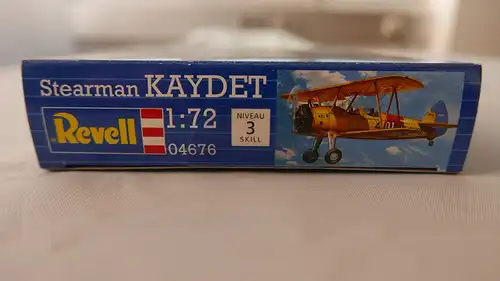 Stearman KAYDET
Revell
1:72
04676
NIVEAU
3
SKILL